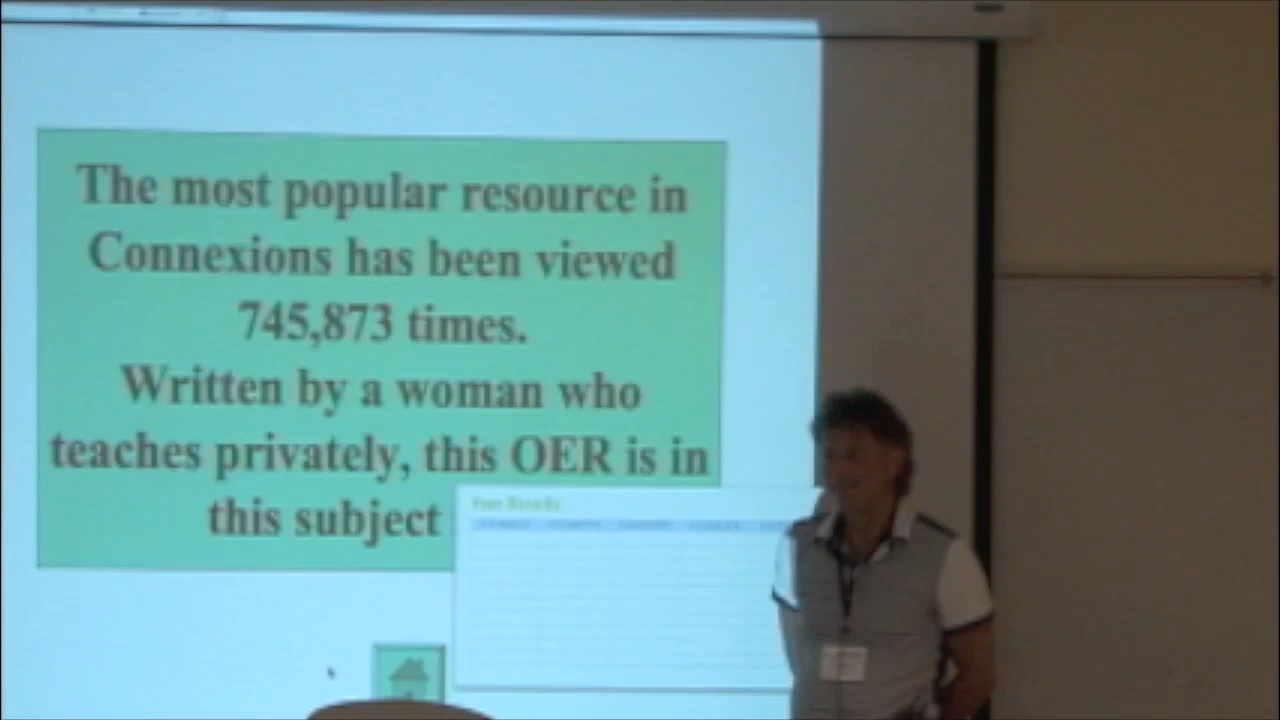 The most popular resource in
Connexions has been viewed
745,873 times.
Written by a woman who
teaches privately, this OER is in
this subject